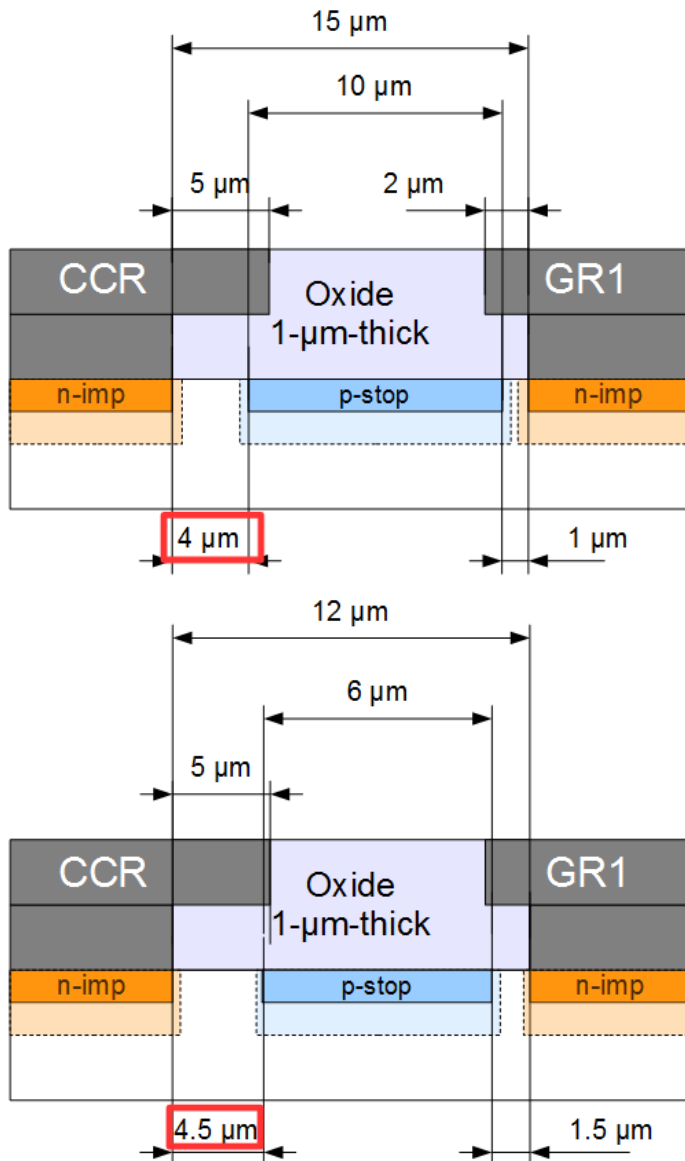 15 µm
10 µm
5 µm
2 µm
CCR
GR1
Oxide
1-µm-thick
n-imp
p-stop
n-imp
4 µm
1 µm
12 µm
6 µm
5 µm
CCR
GR1
Oxide
1-µm-thick
n-imp
p-stop
n-imp
4.5 µm
1.5 µm